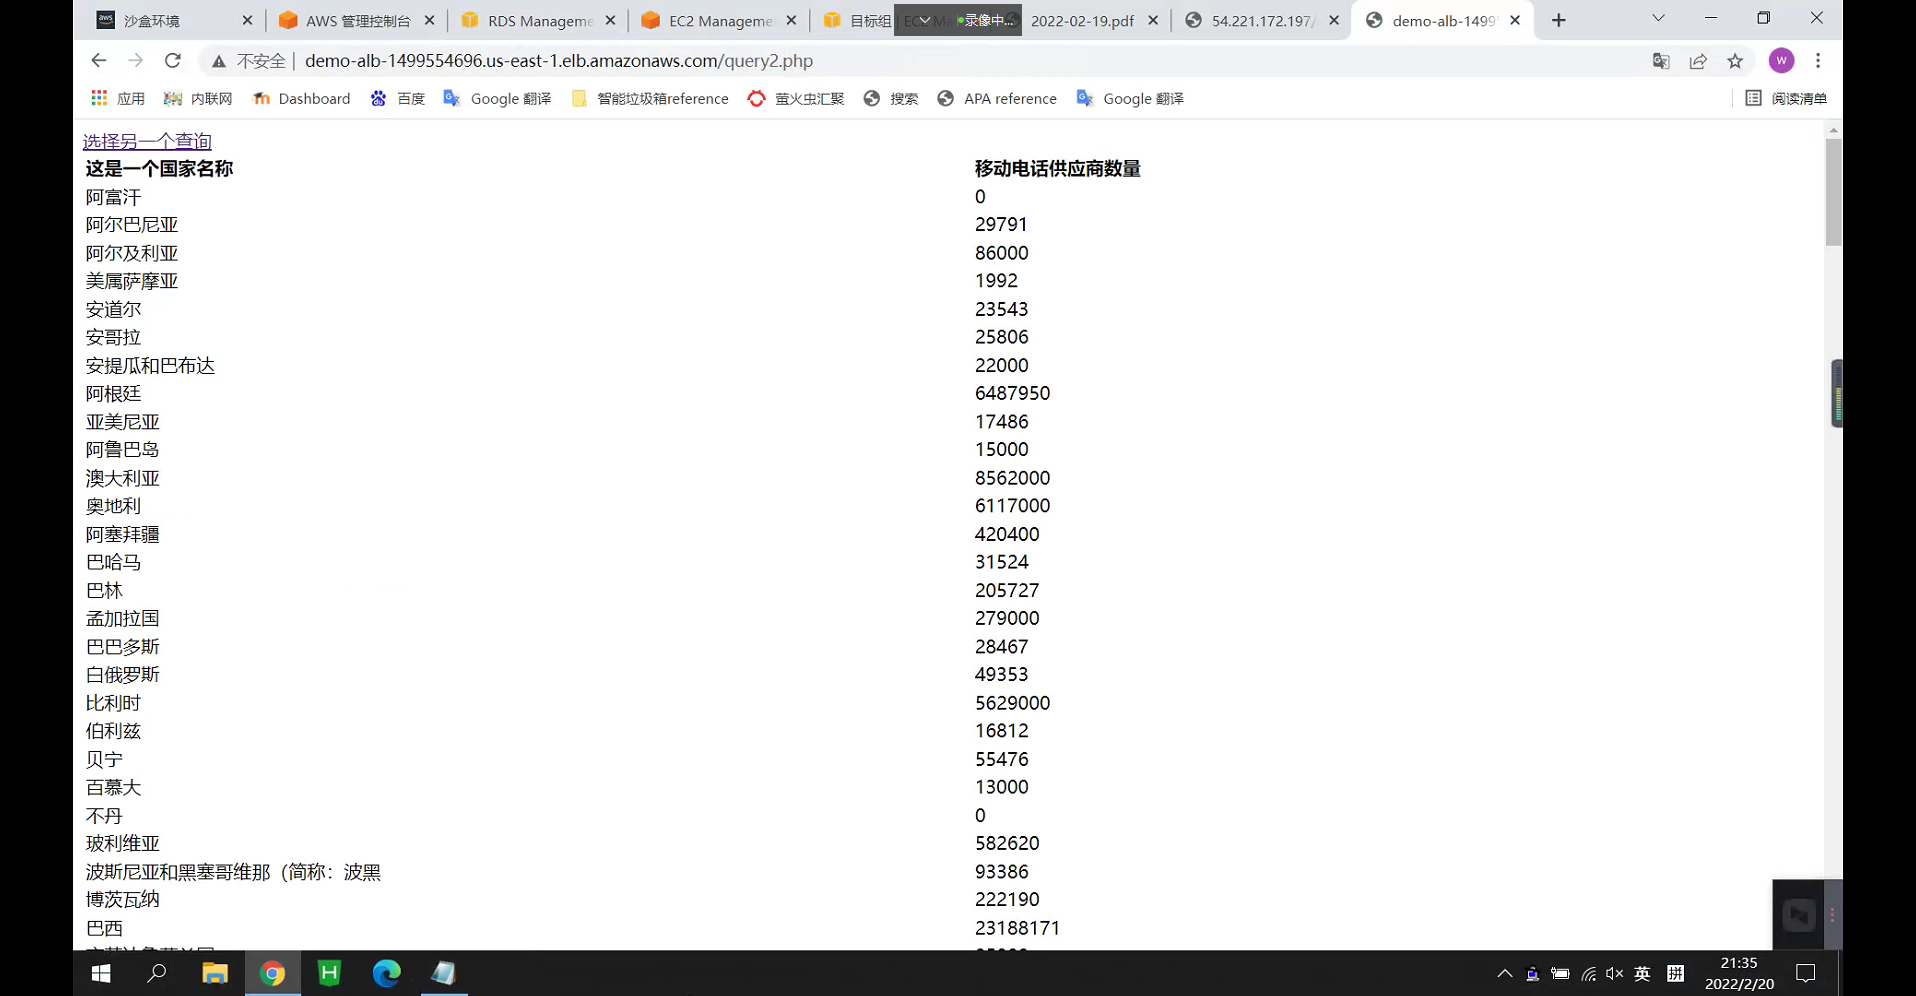 沙盒环境
AWS 管理控制台
RDS Manageme
EC2 Manageme
目标组 | EC2 Ma
录像中...
2022-02-19.pdf
54.221.172.197/
demo-alb-1499
不安全 | demo-alb-1499554696.us-east-1.elb.amazonaws.com/query2.php
W
应用 内联网 Dashboard 百度 Google 翻译 智能垃圾箱reference 萤火虫汇聚 搜索 APA reference Google 翻译 阅读清单
选择另一个查询
这是一个国家名称 移动电话供应商数量
阿富汗 0
阿尔巴尼亚 29791
阿尔及利亚 86000
美属萨摩亚 1992
安道尔 23543
安哥拉 25806
安提瓜和巴布达 22000
阿根廷 6487950
亚美尼亚 17486
阿鲁巴岛 15000
澳大利亚 8562000
奥地利 6117000
阿塞拜疆 420400
巴哈马 31524
巴林 205727
孟加拉国 279000
巴巴多斯 28467
白俄罗斯 49353
比利时 5629000
伯利兹 16812
贝宁 55476
百慕大 13000
不丹 0
玻利维亚 582620
波斯尼亚和黑塞哥维那（简称：波黑 93386
博茨瓦纳 222190
巴西 23188171
英 拼
21:35
2022/2/20